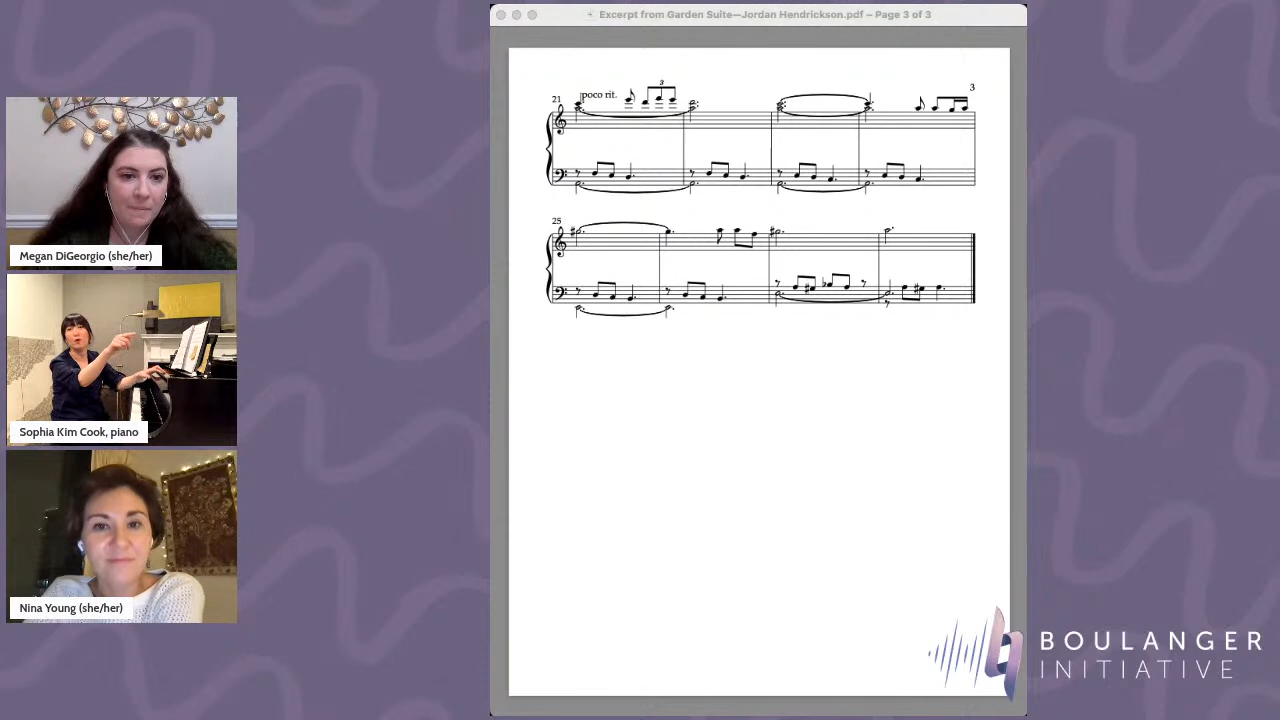 Excerpt from Garden Suite—Jordan Hendrickson.pdf – Page 3 of 3
3
21
poco rit.
3
25
Megan DiGeorgio (she/her)
Sophia Kim Cook, piano
Nina Young (she/her)
BOULANGER
INITIATIVE